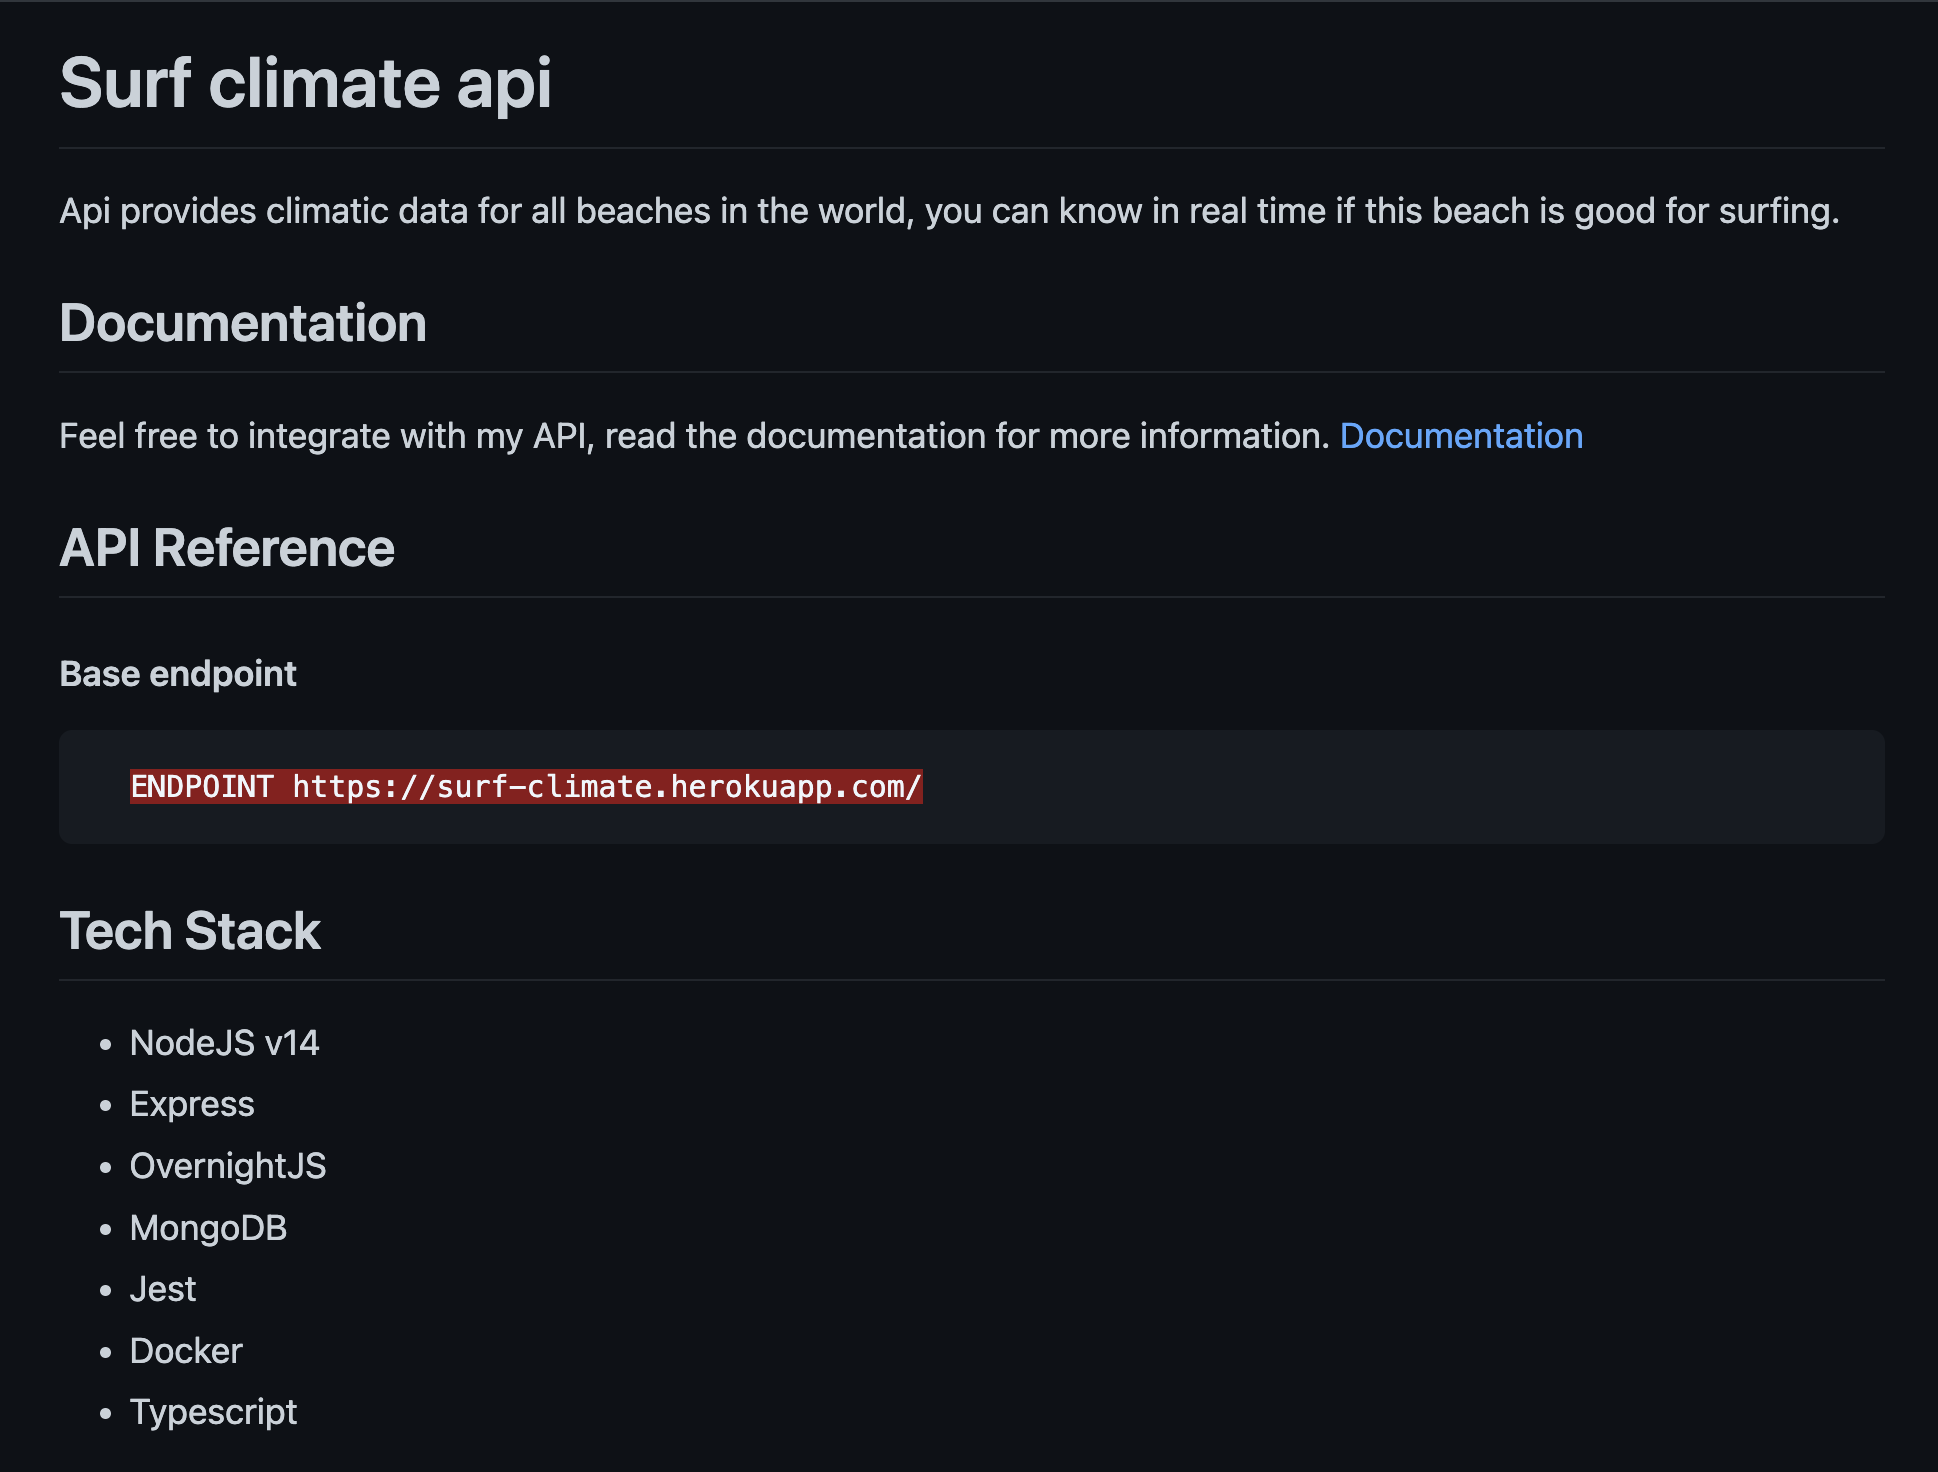 Surf climate api
Api provides climatic data for all beaches in the world, you can know in real time if this beach is good for surfing.
Documentation
Feel free to integrate with my API, read the documentation for more information. Documentation
API Reference
Base endpoint
ENDPOINT https://surf-climate.herokuapp.com/
Tech Stack
NodeJS v14
Express
OvernightJS
MongoDB
Jest
Docker
Typescript